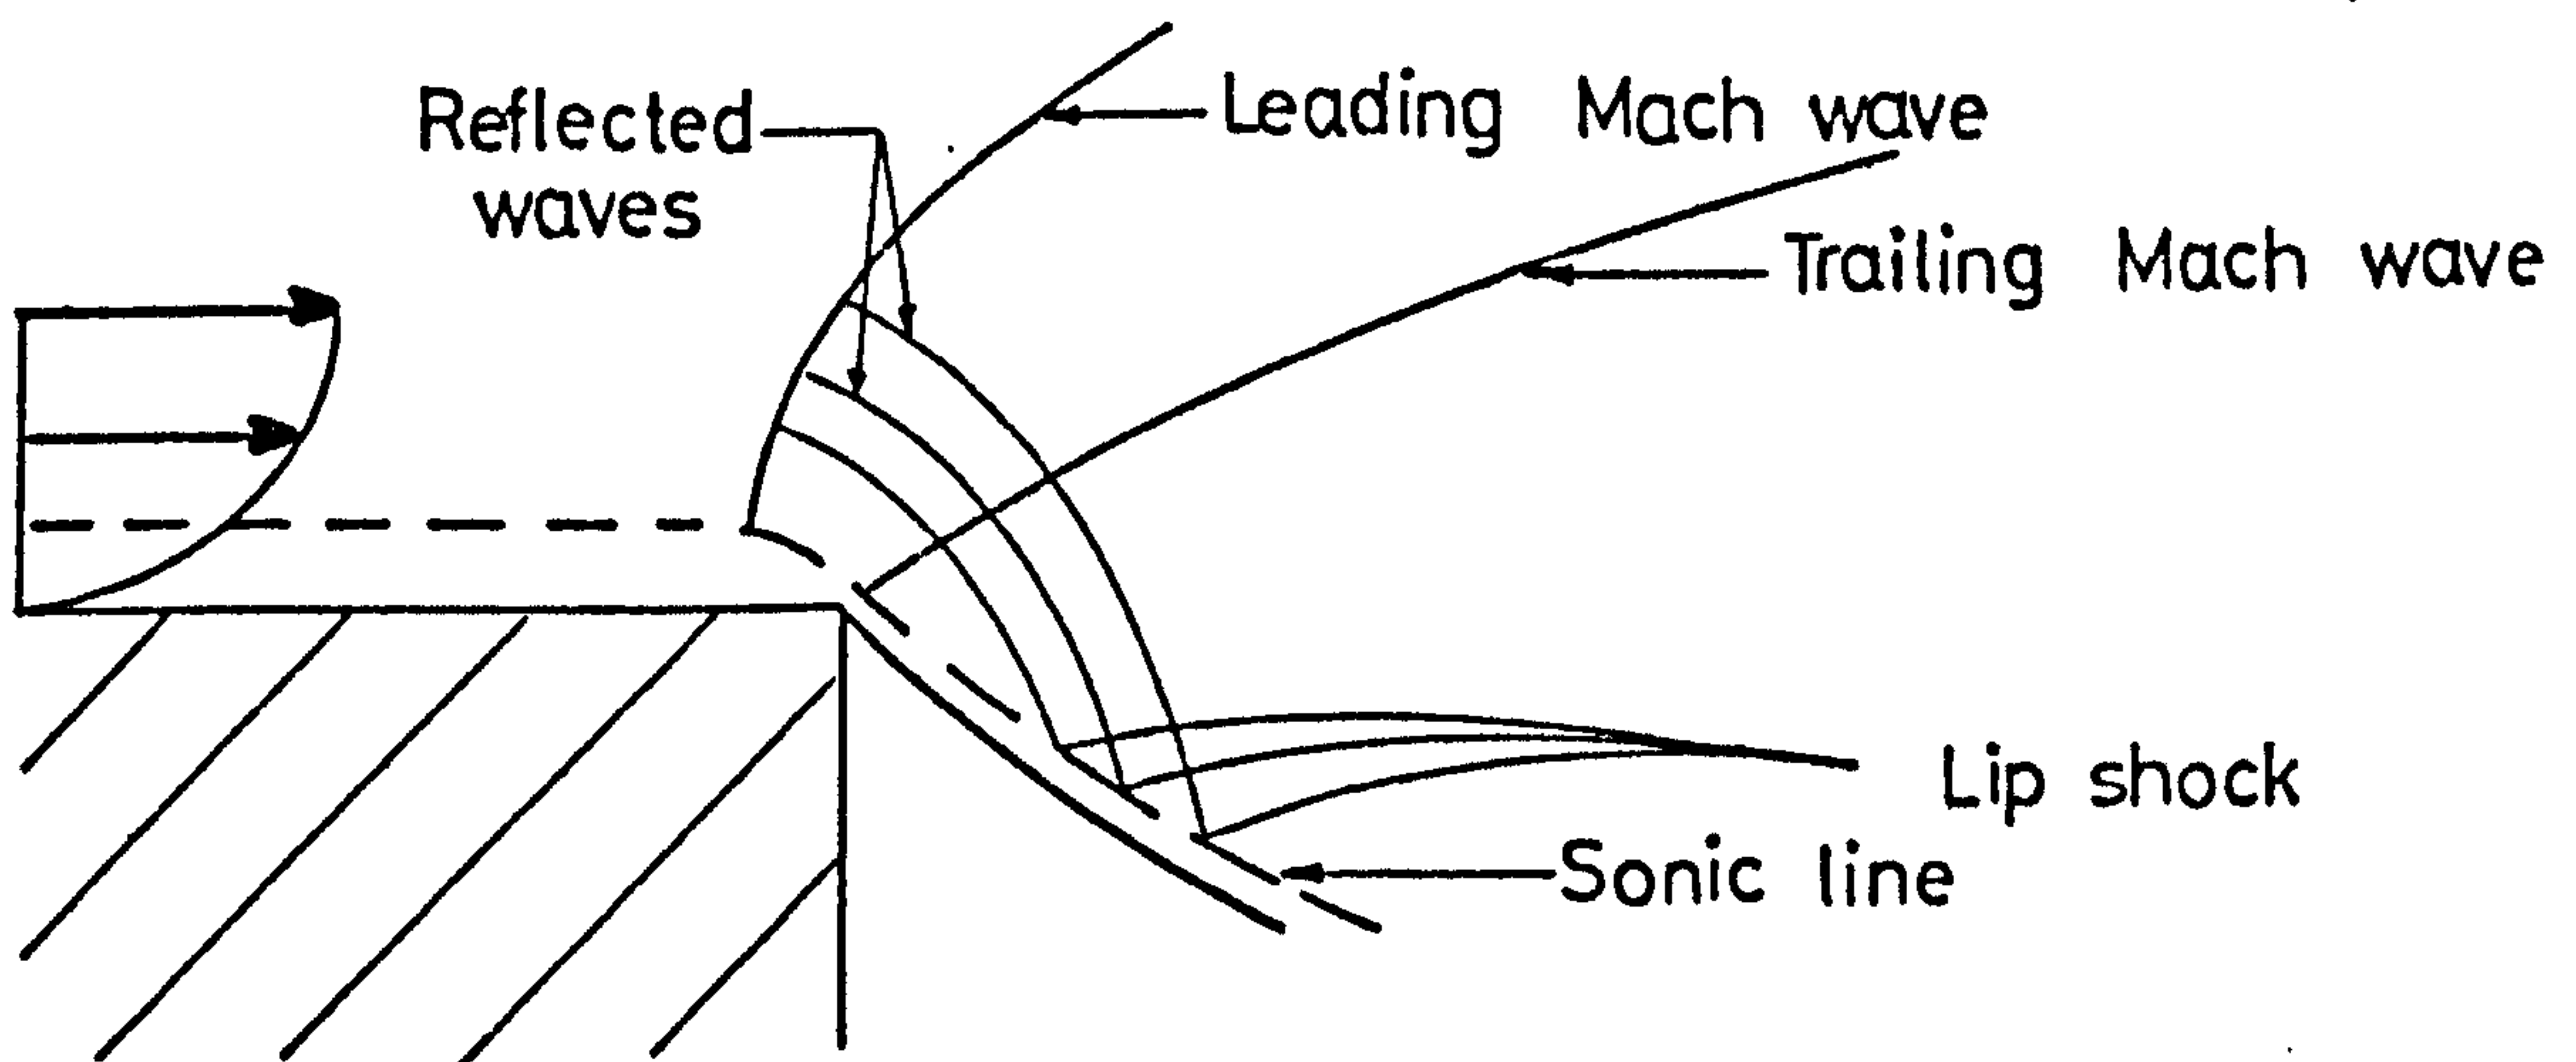 Reflected
waves
Leading Mach wave
Trailing Mach wave
Lip shock
Sonic line